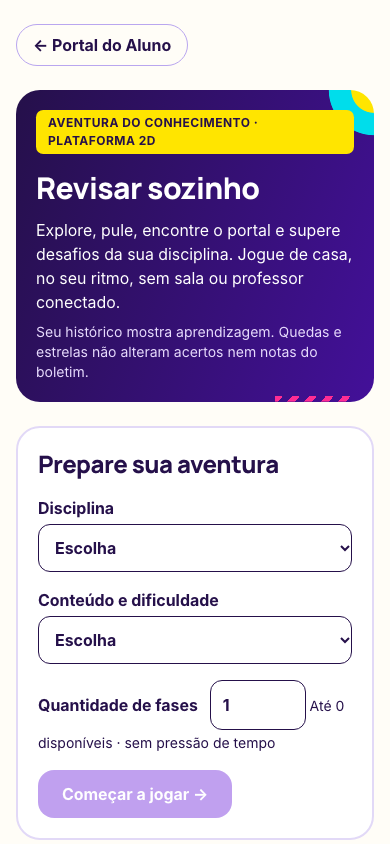 ← Portal do Aluno
AVENTURA DO CONHECIMENTO ·
PLATAFORMA 2D
Revisar sozinho
Explore, pule, encontre o portal e supere
desafios da sua disciplina. Jogue de casa,
no seu ritmo, sem sala ou professor
conectado.
Seu histórico mostra aprendizagem. Quedas e
estrelas não alteram acertos nem notas do
boletim.
Prepare sua aventura
Disciplina
Escolha
Conteúdo e dificuldade
Escolha
Quantidade de fases 1 Até 0
disponíveis · sem pressão de tempo
Começar a jogar →